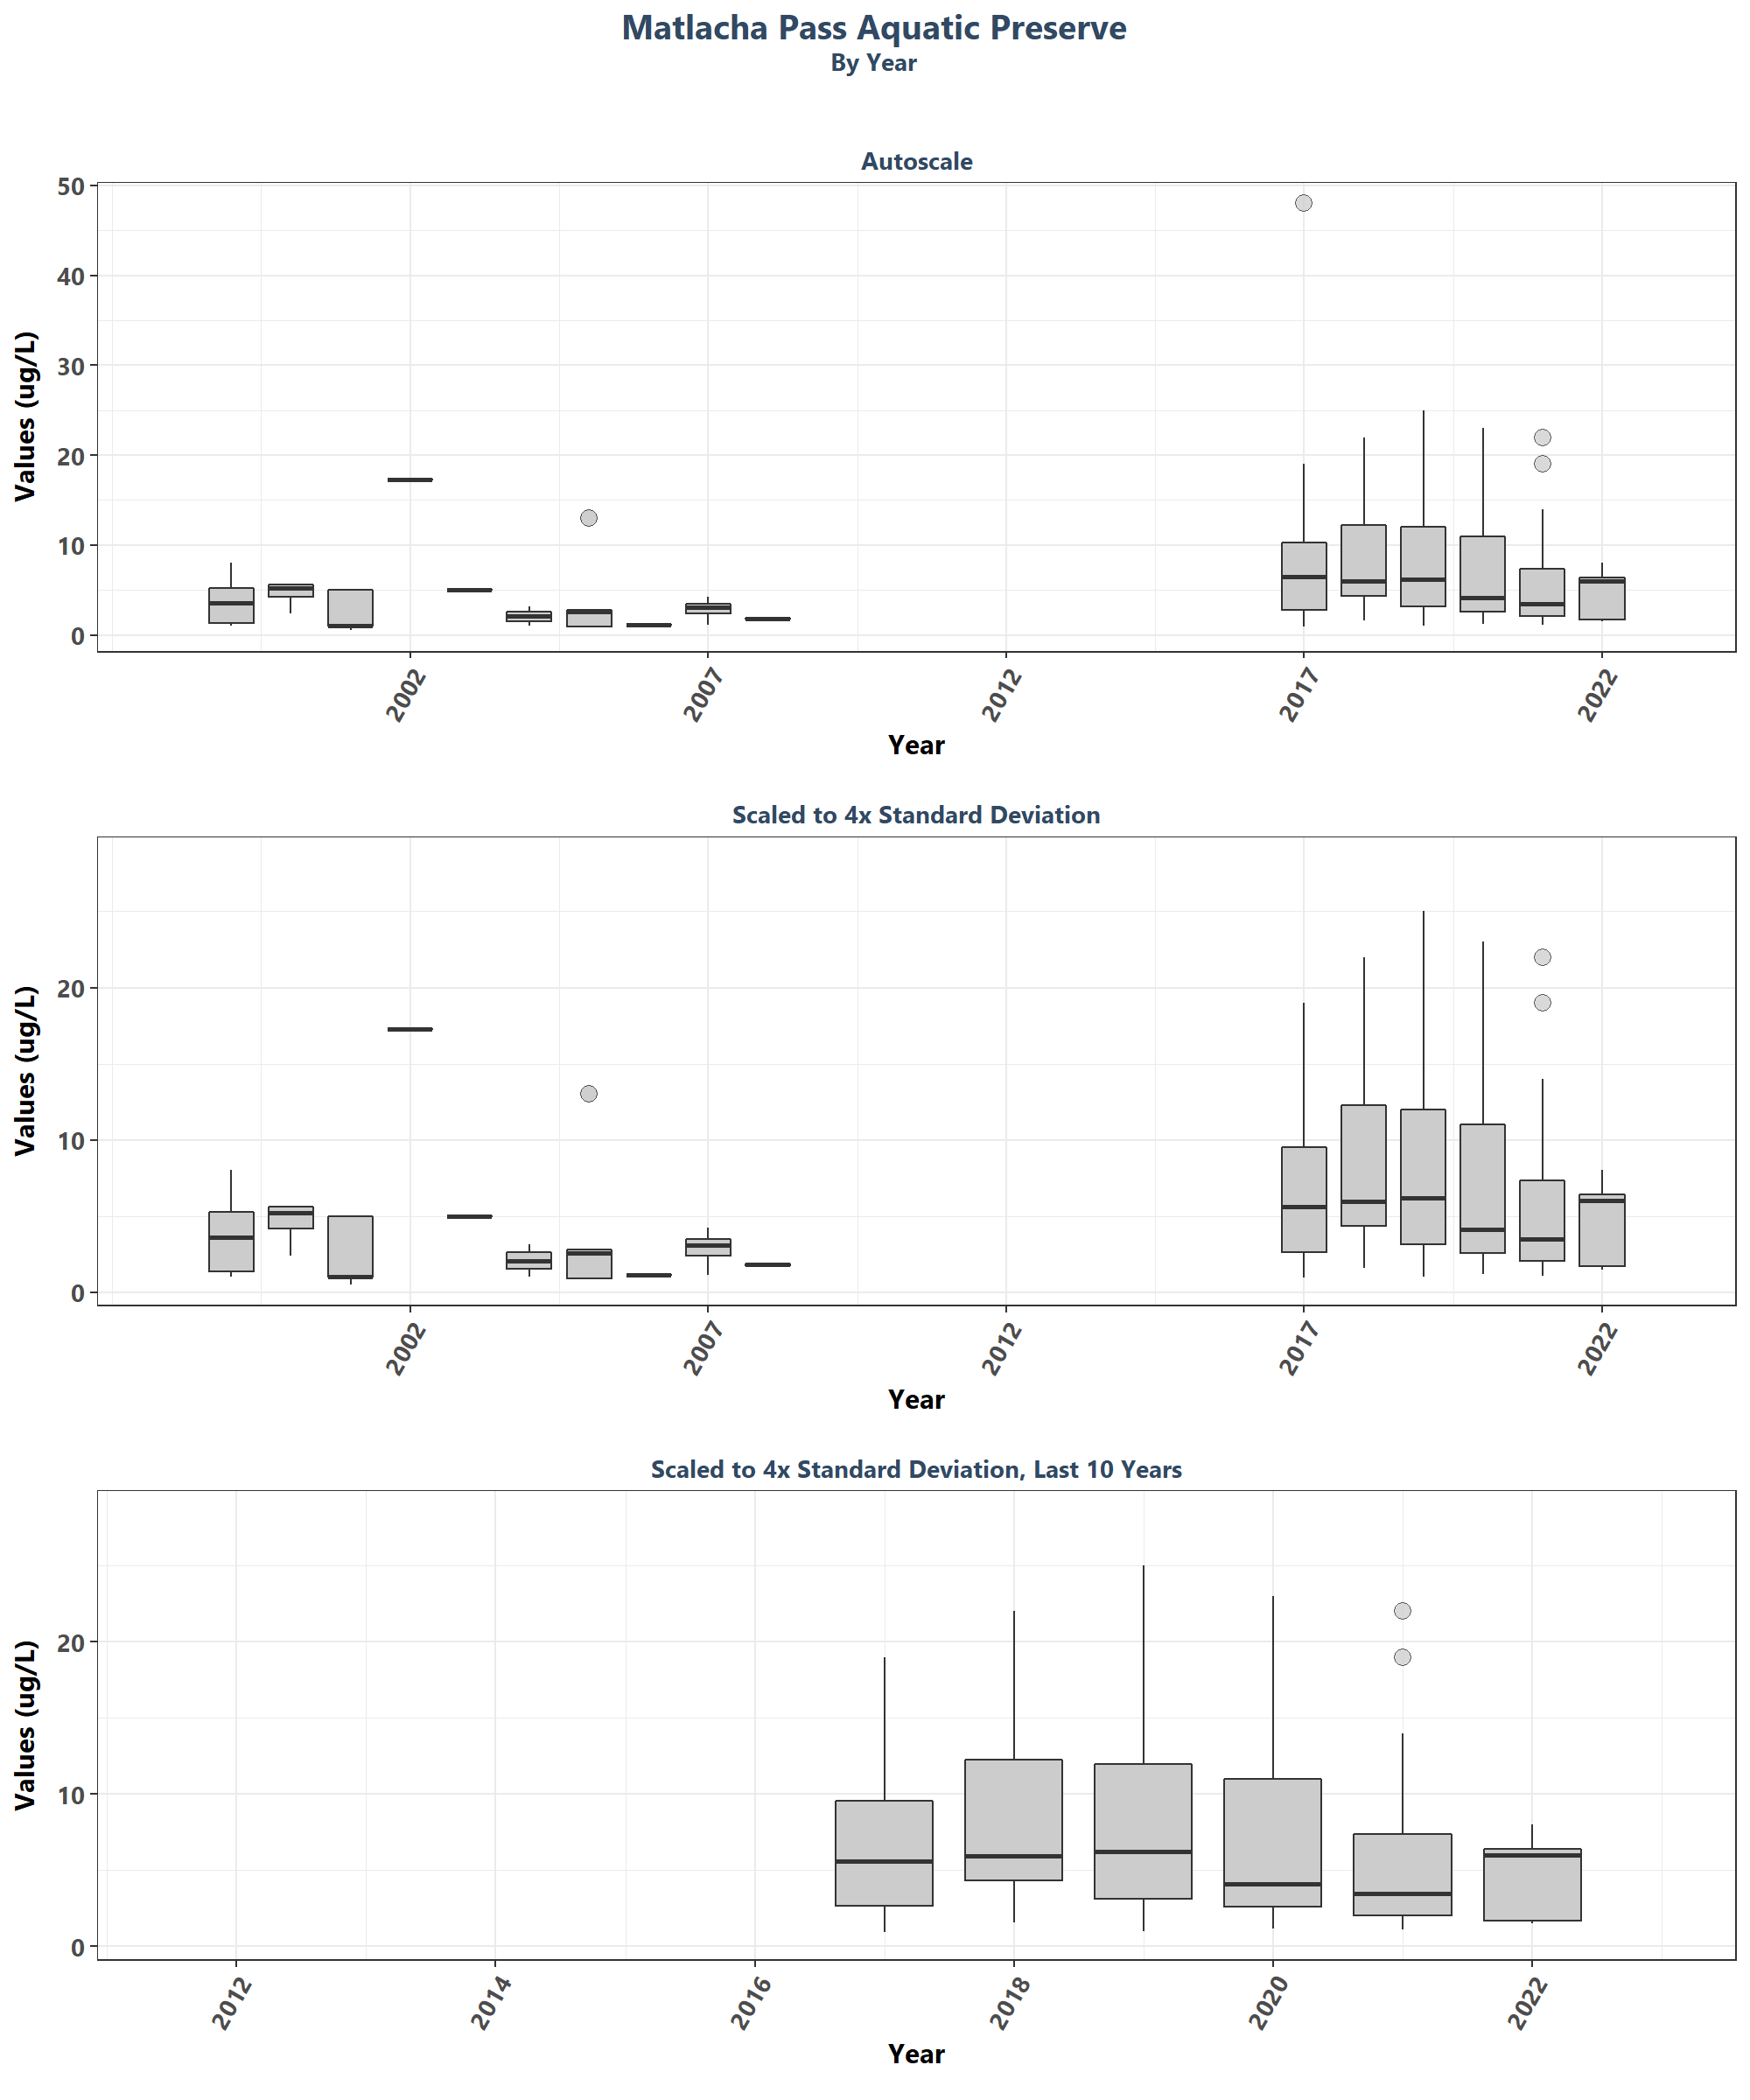 Matlacha Pass Aquatic Preserve
By Year
Autoscale
Values (ug/L)
50
40
30
20
10
0
2002
2007
2012
2017
2022
Year
Scaled to 4x Standard Deviation
Values (ug/L)
20
10
0
2002
2007
2012
2017
2022
Year
Scaled to 4x Standard Deviation, Last 10 Years
Values (ug/L)
20
10
0
2012
2014
2016
2018
2020
2022
Year